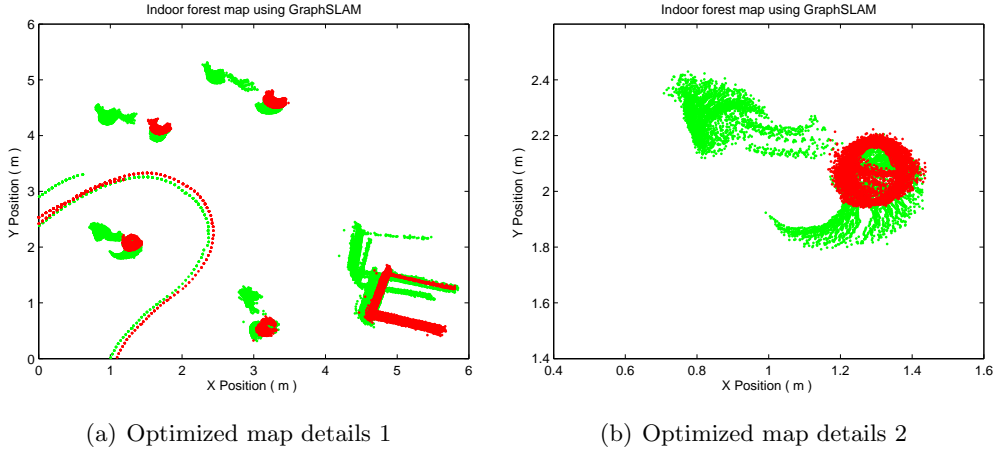 Indoor forest map using GraphSLAM
6
5
4
3
2
1
0
Y Position ( m )
0 1 2 3 4 5 6
X Position ( m )
(a) Optimized map details 1
Indoor forest map using GraphSLAM
2.4
2.2
2
1.8
1.6
1.4
Y Position ( m )
0.4 0.6 0.8 1 1.2 1.4 1.6
X Position ( m )
(b) Optimized map details 2